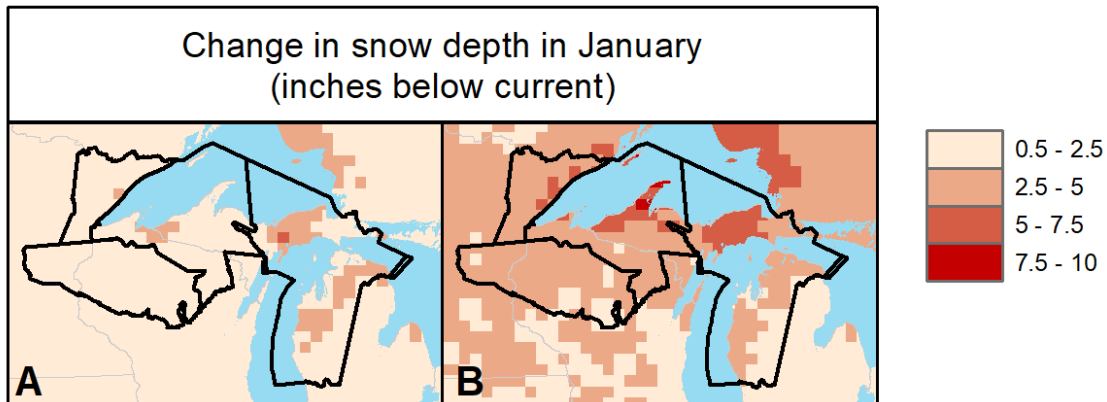 Change in snow depth in January
(inches below current)
A
B
0.5 - 2.5
2.5 - 5
5 - 7.5
7.5 - 10